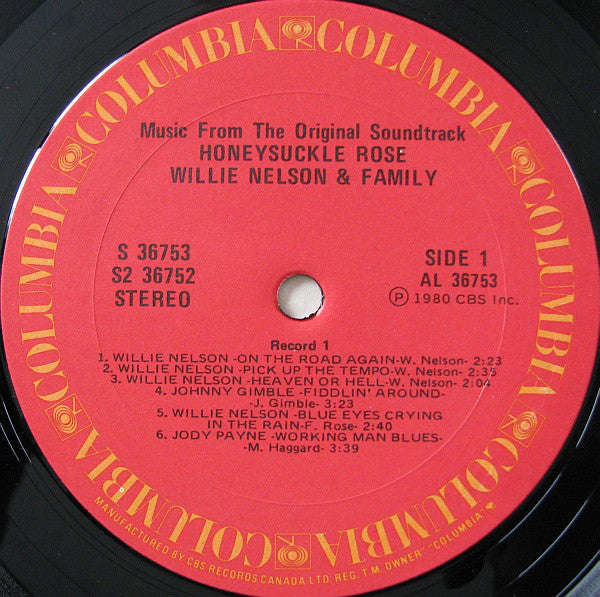 COLUMBIA COLUMBIA COLUMBIA COLUMBIA COLUMBIA COLUMBIA
Music From The Original Soundtrack
HONEYSUCKLE ROSE
WILLIE NELSON & FAMILY
S 36753
S2 36752
STEREO
SIDE 1
AL 36753
Ⓟ 1980 CBS Inc.
Record 1
1. WILLIE NELSON -ON THE ROAD AGAIN-W. Nelson- 2:23
2. WILLIE NELSON -PICK UP THE TEMPO-W. Nelson- 2:35
3. WILLIE NELSON -HEAVEN OR HELL-W. Nelson- 2:04
4. JOHNNY GIMBLE -FIDDLIN' AROUND-
-J. Gimble- 3:23
5. WILLIE NELSON -BLUE EYES CRYING
IN THE RAIN-F. Rose- 2:40
6. JODY PAYNE -WORKING MAN BLUES-
-M. Haggard- 3:39
MANUFACTURED BY CBS RECORDS CANADA LTD. REG. T.M. OWNER "COLUMBIA"